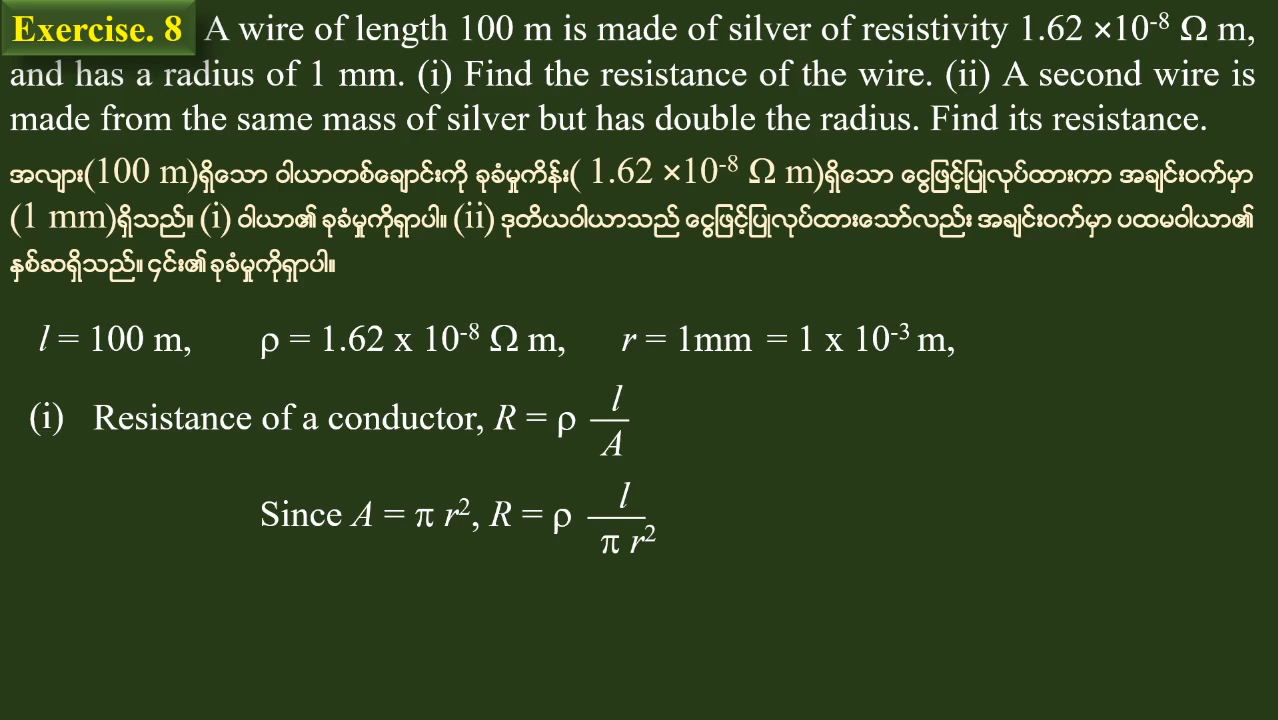 Exercise. 8 A wire of length 100 m is made of silver of resistivity 1.62 ×10⁻⁸ Ω m,
and has a radius of 1 mm. (i) Find the resistance of the wire. (ii) A second wire is
made from the same mass of silver but has double the radius. Find its resistance.
အလျား(100 m)ရှိသော ဝါယာတစ်ချောင်းကို ခုခံမှုကိန်း( 1.62 ×10⁻⁸ Ω m)ရှိသော ငွေဖြင့်ပြုလုပ်ထားကာ အချင်းဝက်မှာ
(1 mm)ရှိသည်။ (i) ဝါယာ၏ ခုခံမှုကိုရှာပါ။ (ii) ဒုတိယဝါယာသည် ငွေဖြင့်ပြုလုပ်ထားသော်လည်း အချင်းဝက်မှာ ပထမဝါယာ၏
နှစ်ဆရှိသည်။ ၎င်း၏ ခုခံမှုကိုရှာပါ။
l = 100 m, ρ = 1.62 x 10⁻⁸ Ω m, r = 1mm = 1 x 10⁻³ m,
(i) Resistance of a conductor, R = ρ l / A
Since A = π r², R = ρ l / π r²